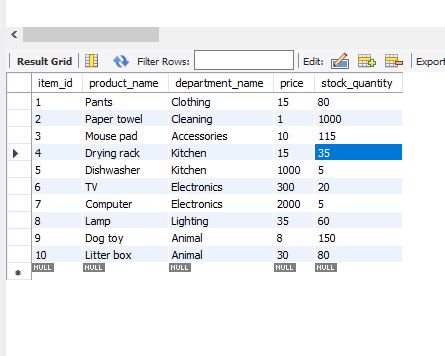 Result Grid Filter Rows: Edit: Export
item_id product_name department_name price stock_quantity
1 Pants Clothing 15 80
2 Paper towel Cleaning 1 1000
3 Mouse pad Accessories 10 115
4 Drying rack Kitchen 15 35
5 Dishwasher Kitchen 1000 5
6 TV Electronics 300 20
7 Computer Electronics 2000 5
8 Lamp Lighting 35 60
9 Dog toy Animal 8 150
10 Litter box Animal 30 80
NULL NULL NULL NULL NULL